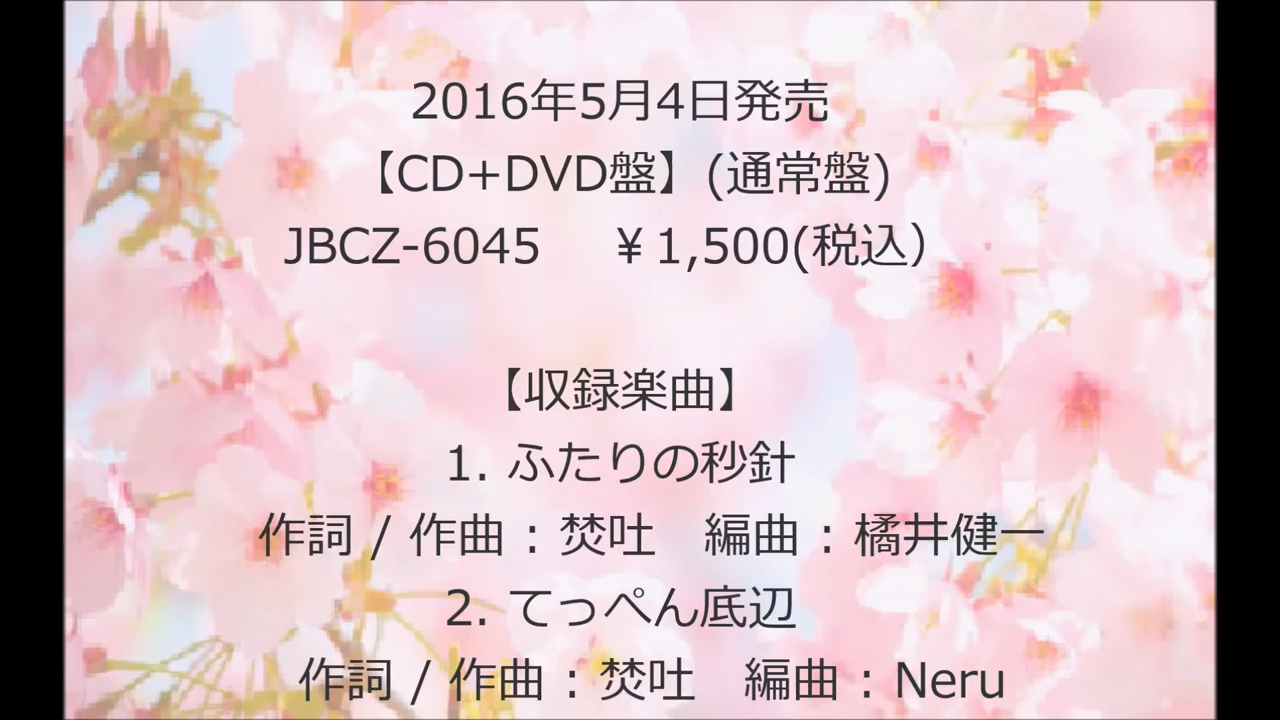 2016年5月4日発売
【CD+DVD盤】(通常盤)
JBCZ-6045　￥1,500(税込）
【収録楽曲】
1. ふたりの秒針
作詞 / 作曲 : 焚吐　編曲 : 橘井健一
2. てっぺん底辺
作詞 / 作曲 : 焚吐　編曲 : Neru